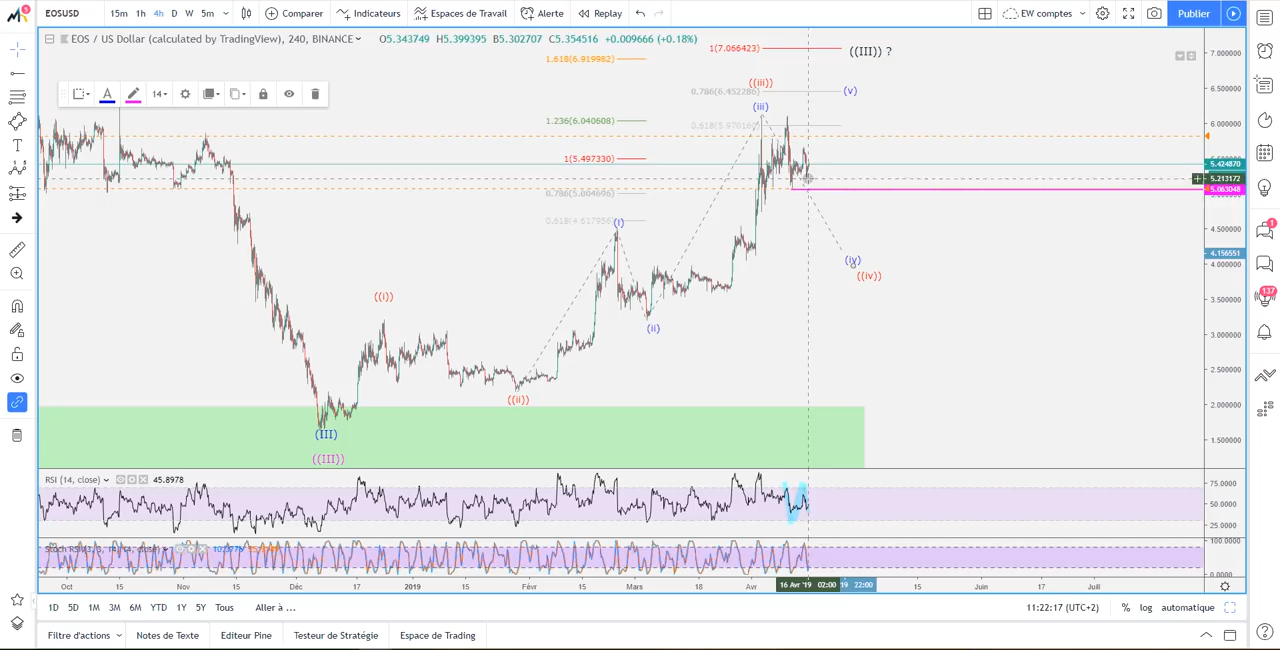 5
EOSUSD
15m 1h 4h D W 5m
Comparer
Indicateurs
Espaces de Travail
Alerte
Replay
EW comptes
Publier
EOS / US Dollar (calculated by TradingView), 240, BINANCE
O5.343749 H5.399395 B5.302707 C5.354516 +0.009666 (+0.18%)
1(7.066423)
((III)) ?
7.000000
1.618(6.919982)
((iii))
0.786(6.452286)
(v)
6.500000
14
(iii)
1.236(6.040608)
6.000000
1(5.497330)
5.424870
5.213172
5.063048
0.786(5.004696)
0.618(4.617956)
(i)
4.500000
4.156551
4.000000
(iv)
((iv))
((i))
3.500000
(ii)
3.000000
2.500000
((ii))
2.000000
(III)
1.500000
((III))
RSI (14, close)
45.8978
75.0000
50.0000
25.0000
100.0000
0.0000
Oct 15 Nov 15 Déc 17 2019 Févr 15 Mars 18 Avr 16 Avr '19 02:00 19 22:00 15 Juin 17 Juil
1D 5D 1M 3M 6M YTD 1Y 5Y Tous Aller à ...
11:22:17 (UTC+2) % log automatique
Filtre d'actions Notes de Texte Editeur Pine Testeur de Stratégie Espace de Trading
1
137